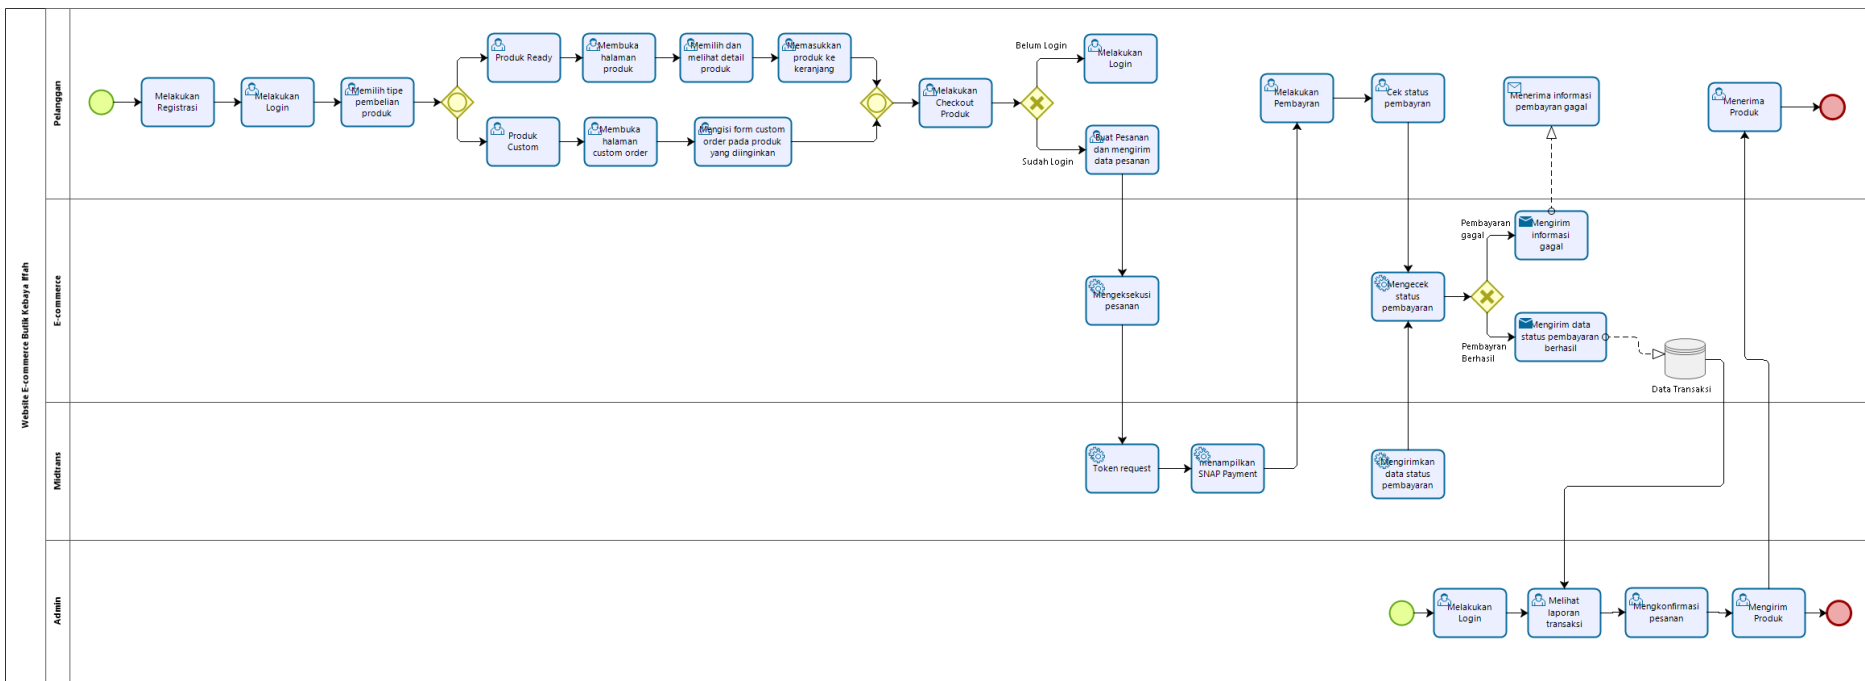 Website E-commerce Butik Kebaya Iffah
Pelanggan
Melakukan
Registrasi
Melakukan
Login
Memilih tipe
pembelian
produk
Produk Ready
Membuka
halaman
produk
Memilih dan
melihat detail
produk
Memasukkan
produk ke
keranjang
Produk
Custom
Membuka
halaman
custom order
Mengisi form custom
order pada produk
yang diinginkan
Melakukan
Checkout
Produk
Belum Login
Melakukan
Login
Sudah Login
Buat Pesanan
dan mengirim
data pesanan
Melakukan
Pembayran
Cek status
pembayran
Menerima informasi
pembayran gagal
Menerima
Produk
E-commerce
Mengeksekusi
pesanan
Mengecek
status
pembayaran
Pembayaran
gagal
Mengirim
informasi
gagal
Pembayran
Berhasil
Mengirim data
status pembayaran
berhasil
Data Transaksi
Midtrans
Token request
menampilkan
SNAP Payment
Mengirimkan
data status
pembayaran
Admin
Melakukan
Login
Melihat
laporan
transaksi
Mengkonfirmasi
pesanan
Mengirim
Produk